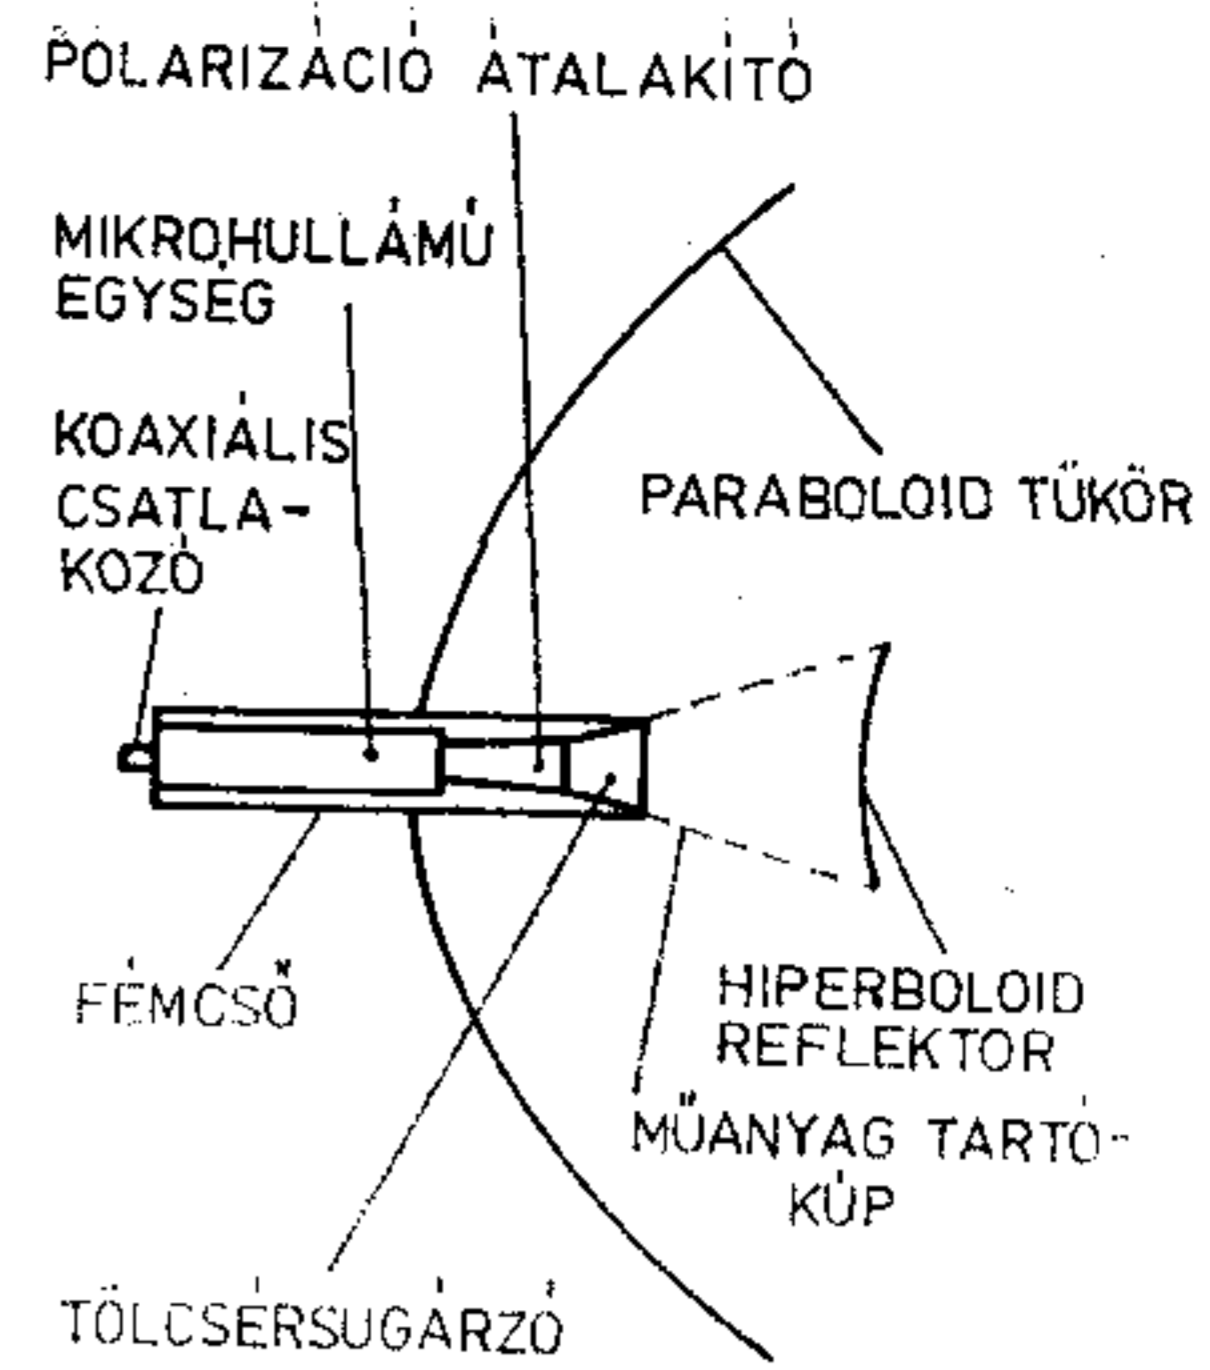 POLARIZÁCIÓ ÁTALAKÍTÓ
MIKROHULLÁMÚ
EGYSÉG
KOAXIÁLIS
CSATLA-
KOZÓ
PARABOLOID TÜKÖR
FÉMCSŐ
HIPERBOLOID
REFLEKTOR
MŰANYAG TARTÓ-
KÚP
TÖLCSÉRSUGÁRZÓ